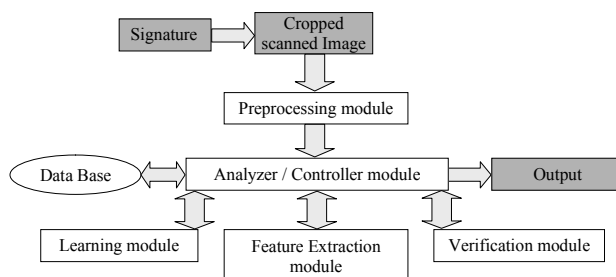 Signature
Cropped
scanned Image
Preprocessing module
Data Base
Analyzer / Controller module
Output
Learning module
Feature Extraction
module
Verification module